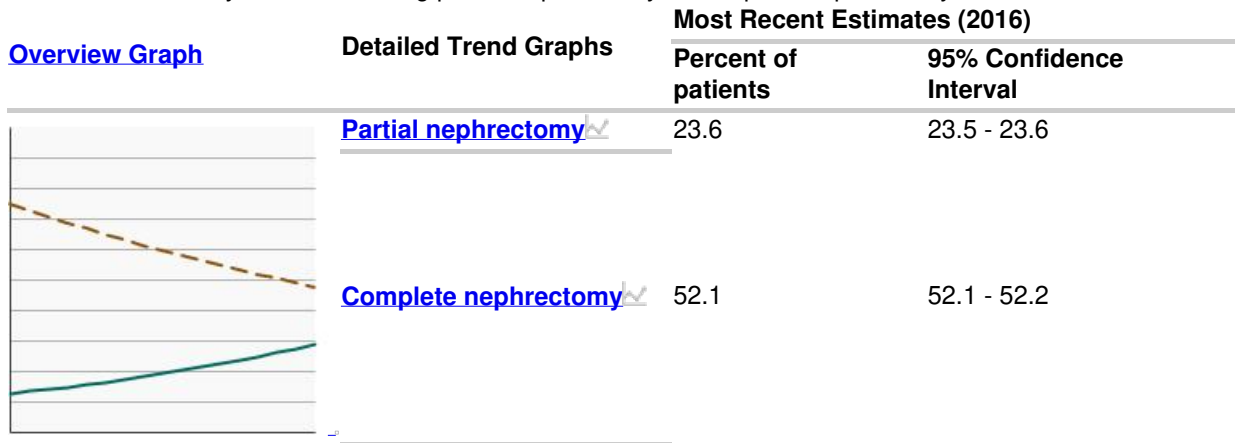 Most Recent Estimates (2016)
Overview Graph
Detailed Trend Graphs
Percent of patients
95% Confidence Interval
Partial nephrectomy
23.6
23.5 - 23.6
Complete nephrectomy
52.1
52.1 - 52.2